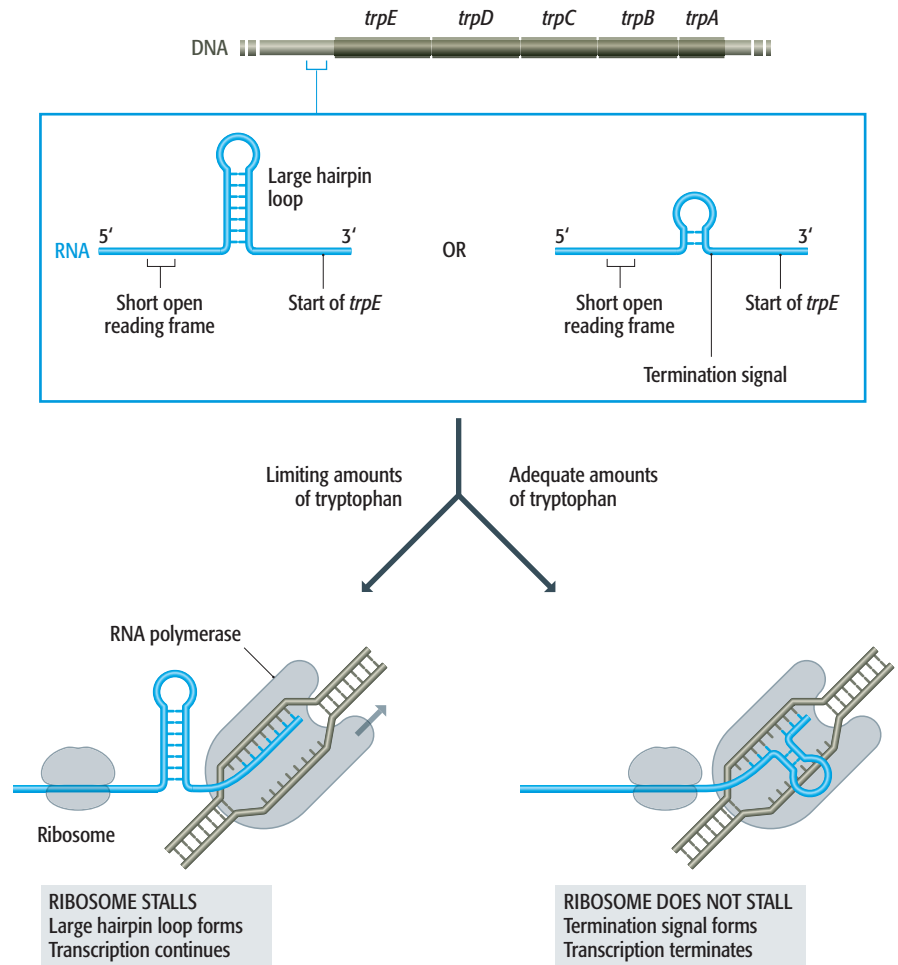 trpE trpD trpC trpB trpA
DNA
Large hairpin
loop
RNA 5′ 3′ OR 5′ 3′
Short open
reading frame
Start of trpE
Short open
reading frame
Start of trpE
Termination signal
Limiting amounts
of tryptophan
Adequate amounts
of tryptophan
RNA polymerase
Ribosome
RIBOSOME STALLS
Large hairpin loop forms
Transcription continues
RIBOSOME DOES NOT STALL
Termination signal forms
Transcription terminates